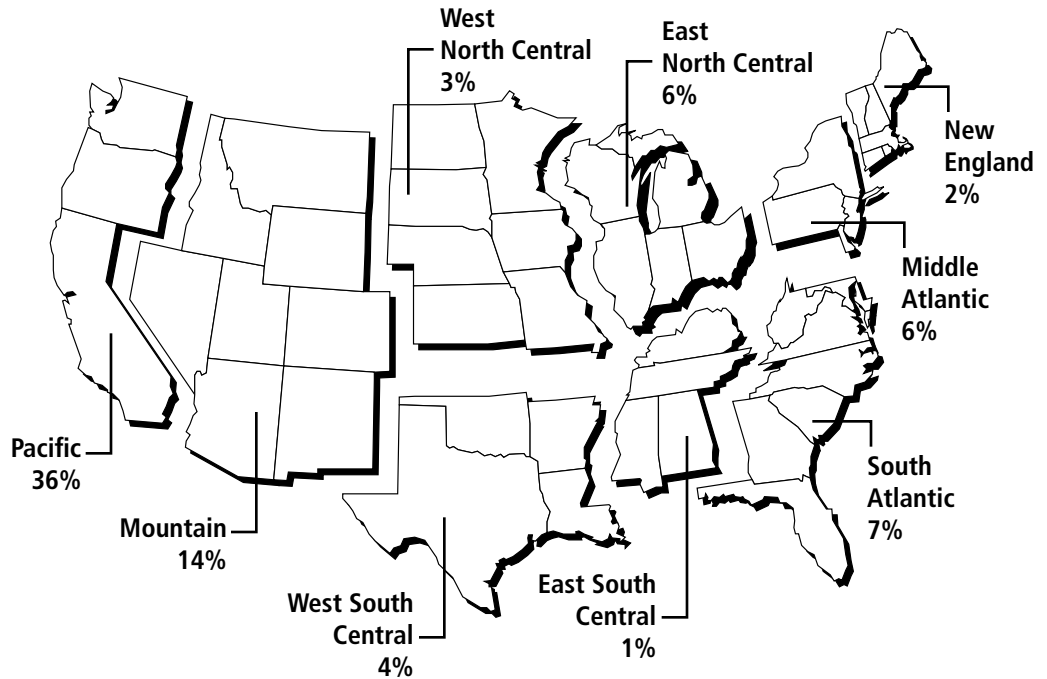 West
North Central
3%
East
North Central
6%
New
England
2%
Middle
Atlantic
6%
Pacific
36%
South
Atlantic
7%
Mountain
14%
West South
Central
4%
East South
Central
1%